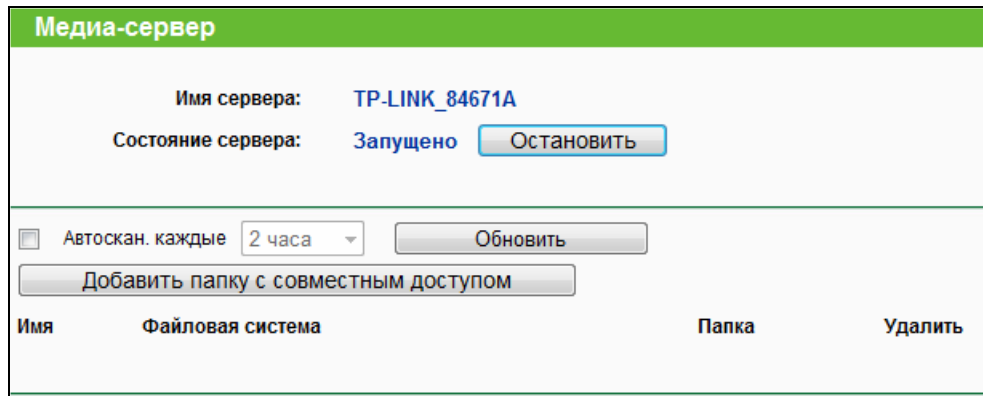 Медиа-сервер
Имя сервера: TP-LINK_84671A
Состояние сервера: Запущено Остановить
Автоскан. каждые 2 часа Обновить
Добавить папку с совместным доступом
Имя Файловая система Папка Удалить